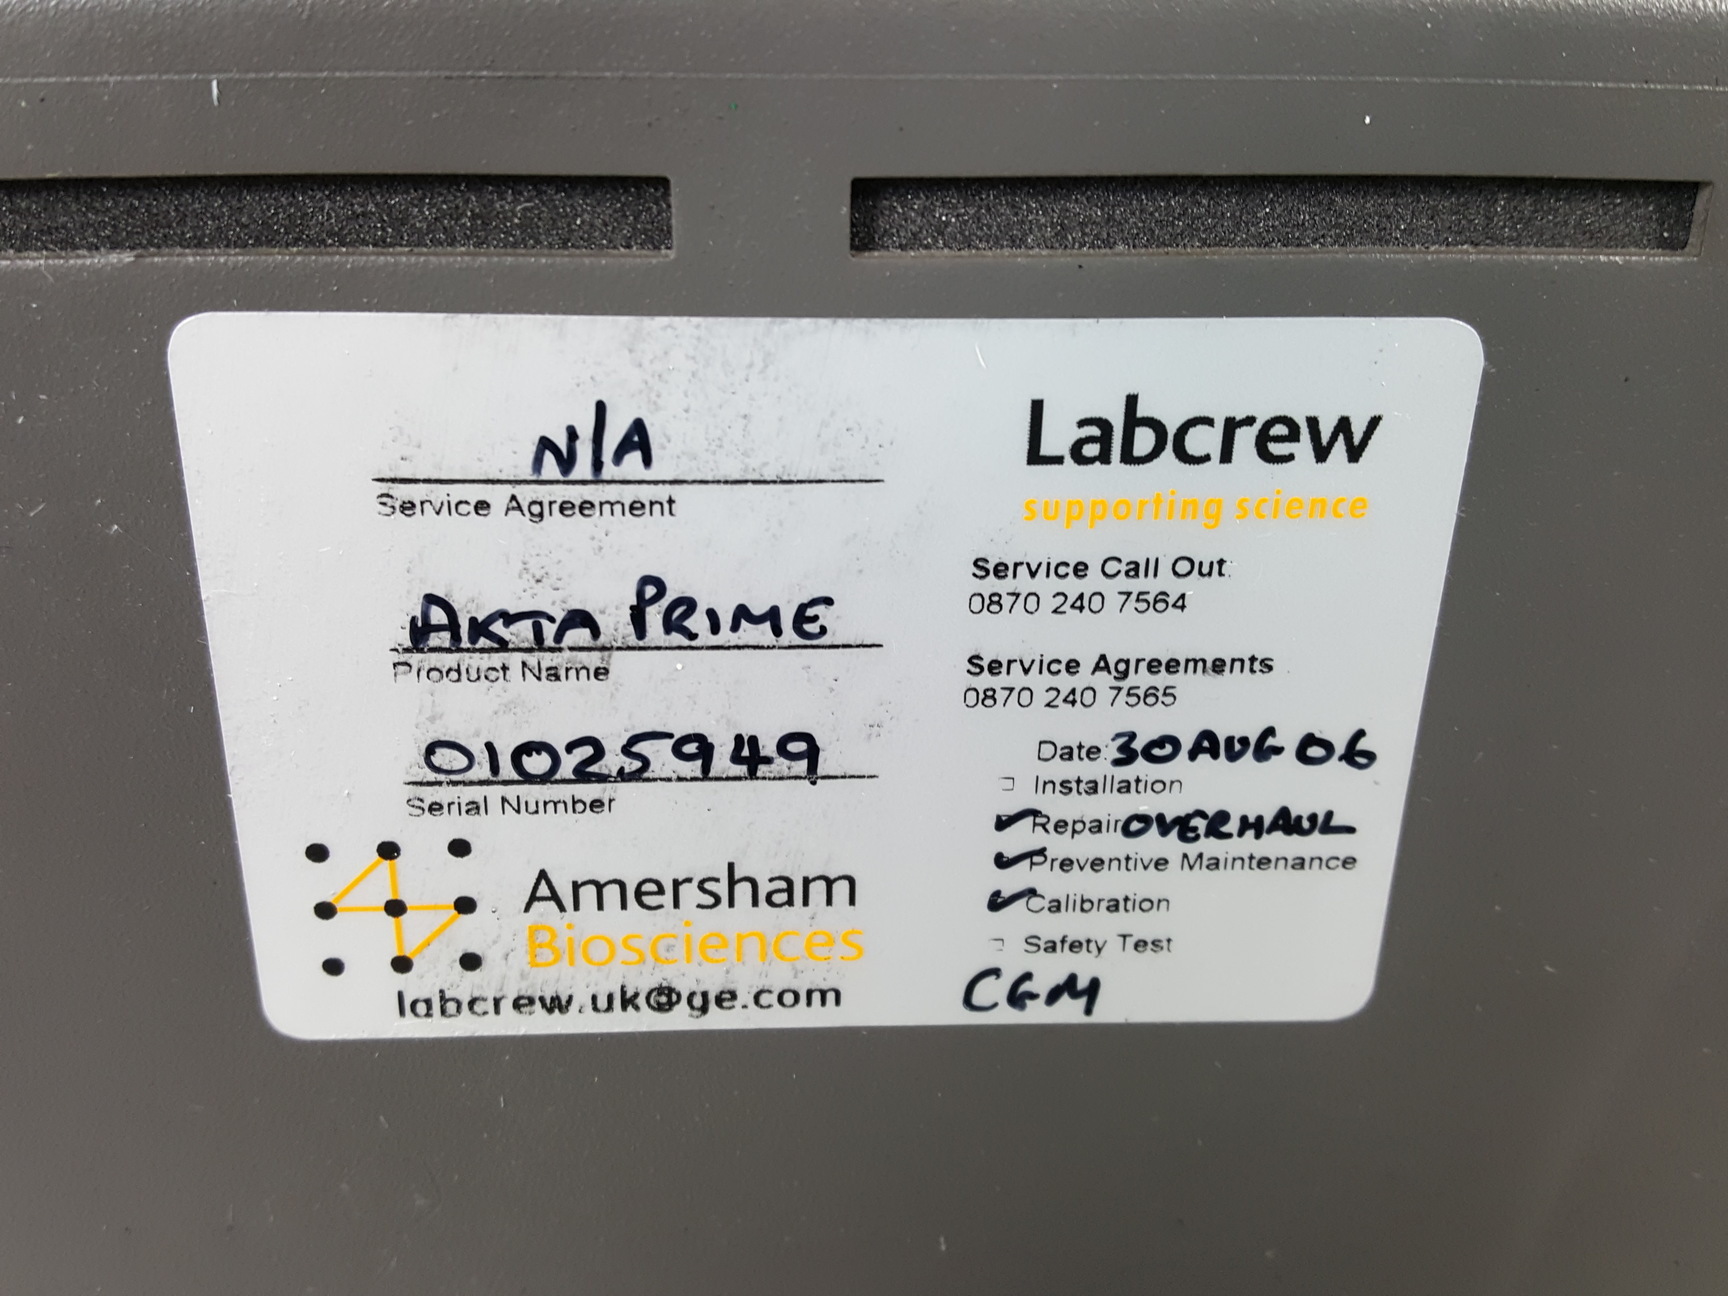 N/A
Service Agreement
AKTA PRIME
Product Name
01025949
Serial Number
Amersham
Biosciences
labcrew.uk@ge.com
Labcrew
supporting science
Service Call Out:
0870 240 7564
Service Agreements
0870 240 7565
Date: 30 AUG 06
Installation
Repair OVERHAUL
Preventive Maintenance
Calibration
Safety Test
CGM